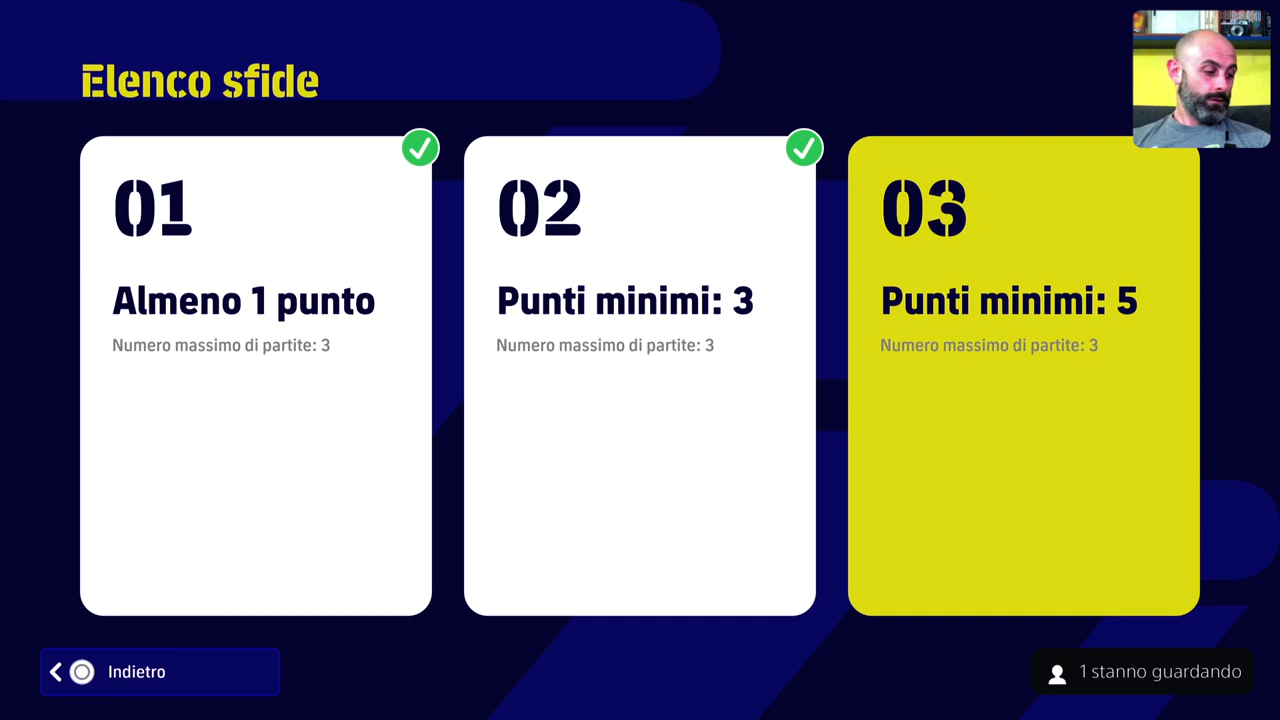 Elenco sfide
01
Almeno 1 punto
Numero massimo di partite: 3
02
Punti minimi: 3
Numero massimo di partite: 3
03
Punti minimi: 5
Numero massimo di partite: 3
Indietro
1 stanno guardando